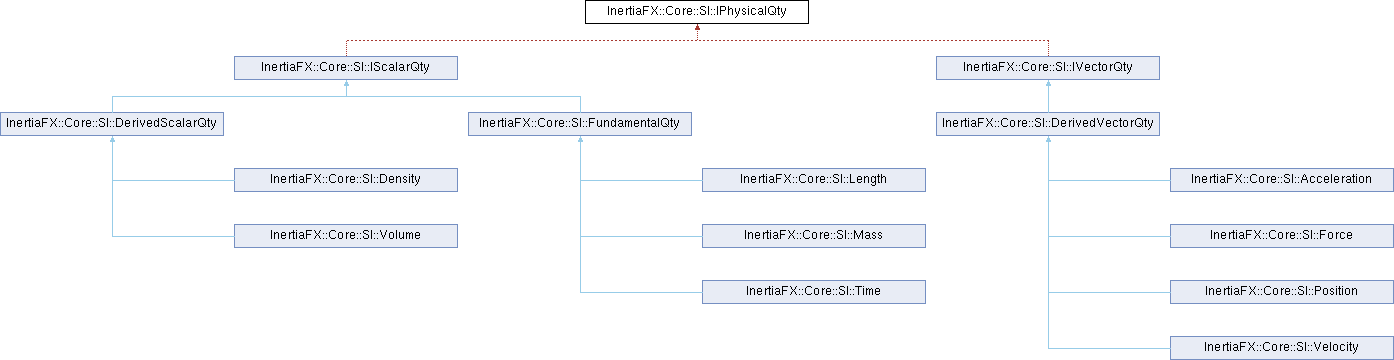 InertiaFX::Core::SI::IPhysicalQty
InertiaFX::Core::SI::IScalarQty
InertiaFX::Core::SI::IVectorQty
InertiaFX::Core::SI::DerivedScalarQty
InertiaFX::Core::SI::FundamentalQty
InertiaFX::Core::SI::DerivedVectorQty
InertiaFX::Core::SI::Density
InertiaFX::Core::SI::Length
InertiaFX::Core::SI::Acceleration
InertiaFX::Core::SI::Volume
InertiaFX::Core::SI::Mass
InertiaFX::Core::SI::Force
InertiaFX::Core::SI::Time
InertiaFX::Core::SI::Position
InertiaFX::Core::SI::Velocity